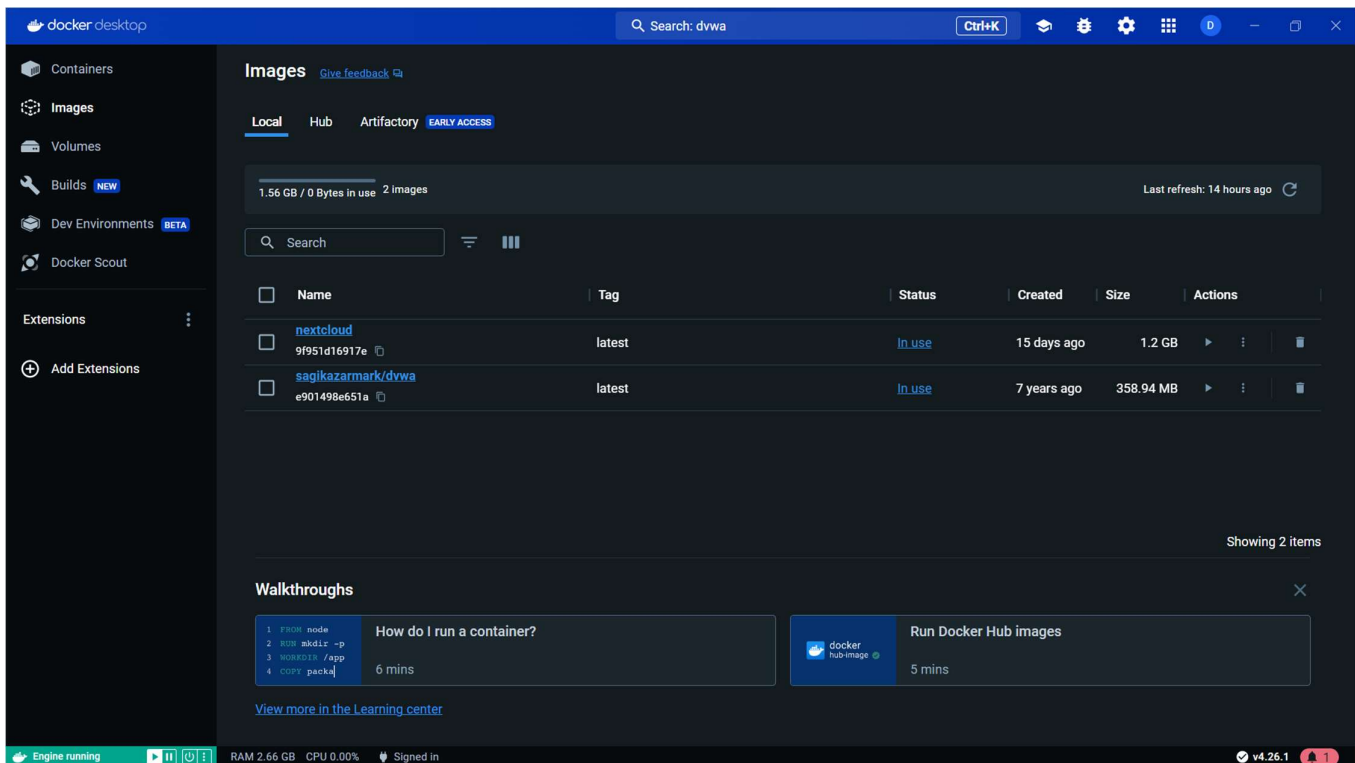 docker desktop
Search: dvwa
Ctrl+K
D
Containers
Images
Volumes
Builds NEW
Dev Environments BETA
Docker Scout
Extensions
Add Extensions
Images Give feedback
Local Hub Artifactory EARLY ACCESS
1.56 GB / 0 Bytes in use 2 images
Last refresh: 14 hours ago
Search
Name Tag Status Created Size Actions
nextcloud
9f951d16917e
latest In use 15 days ago 1.2 GB
sagikazarmark/dvwa
e901498e651a
latest In use 7 years ago 358.94 MB
Showing 2 items
Walkthroughs
1 FROM node
2 RUN mkdir -p
3 WORKDIR /app
4 COPY packa
How do I run a container?
6 mins
docker
hub-image
Run Docker Hub images
5 mins
View more in the Learning center
Engine running
RAM 2.66 GB CPU 0.00% Signed in
v4.26.1
1